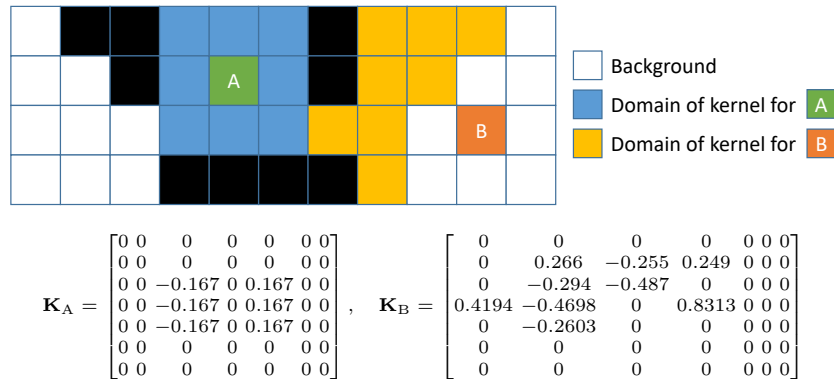 A
B
Background
Domain of kernel for A
Domain of kernel for B
K_A = [0 0 0 0 0 0 0
0 0 0 0 0 0 0
0 0 −0.167 0 0.167 0 0
0 0 −0.167 0 0.167 0 0
0 0 −0.167 0 0.167 0 0
0 0 0 0 0 0 0
0 0 0 0 0 0 0] ,
K_B = [0 0 0 0 0 0 0
0 0.266 −0.255 0.249 0 0 0
0 −0.294 −0.487 0 0 0 0
0.4194 −0.4698 0 0.8313 0 0 0
0 −0.2603 0 0 0 0 0
0 0 0 0 0 0 0
0 0 0 0 0 0 0]